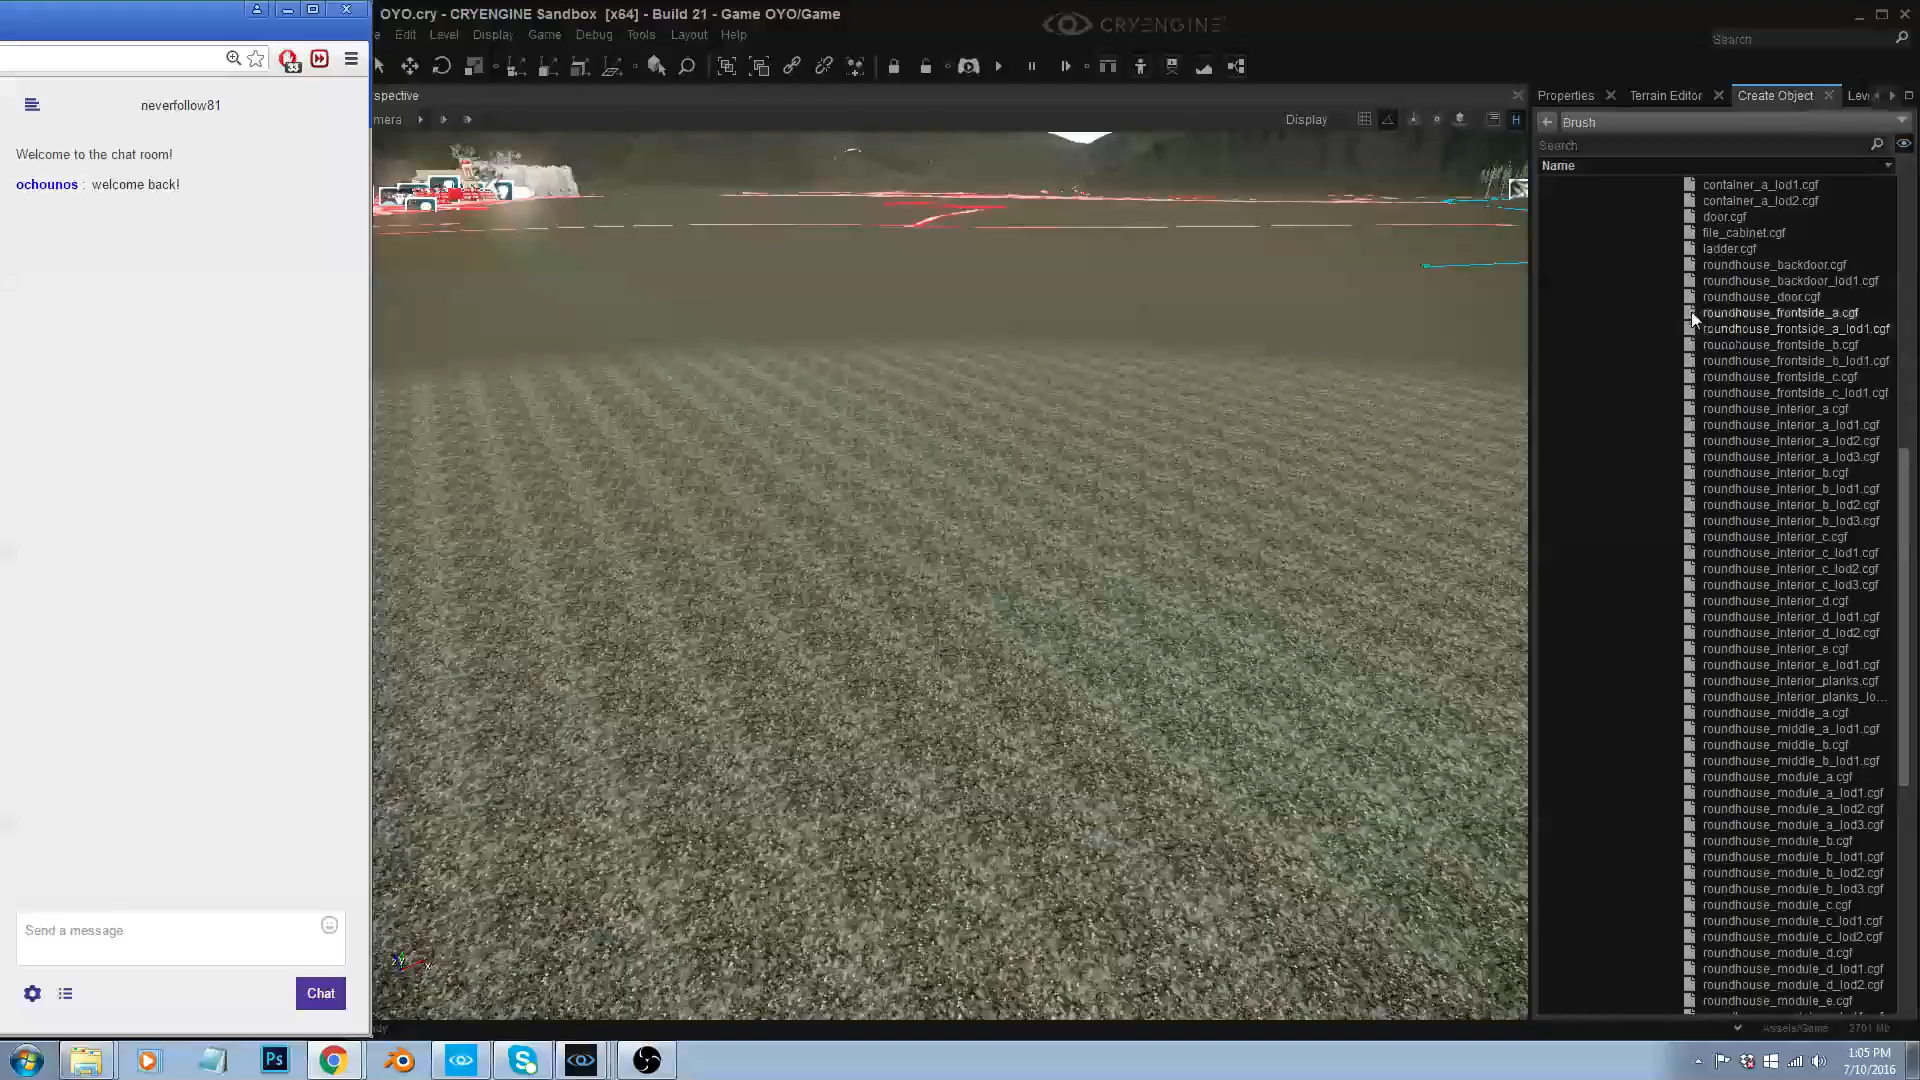 OYO.cry - CRYENGINE Sandbox [x64] - Build 21 - Game OYO/Game
CRYENGINE
Edit Level Display Game Debug Tools Layout Help
Search
33
neverfollow81
Welcome to the chat room!
ochounos : welcome back!
Send a message
Chat
spective
mera
Display
H
Properties
Terrain Editor
Create Object
Brush
Search
Name
container_a_lod1.cgf
container_a_lod2.cgf
door.cgf
file_cabinet.cgf
ladder.cgf
roundhouse_backdoor.cgf
roundhouse_backdoor_lod1.cgf
roundhouse_door.cgf
roundhouse_frontside_a.cgf
roundhouse_frontside_a_lod1.cgf
roundhouse_frontside_b.cgf
roundhouse_frontside_b_lod1.cgf
roundhouse_frontside_c.cgf
roundhouse_frontside_c_lod1.cgf
roundhouse_interior_a.cgf
roundhouse_interior_a_lod1.cgf
roundhouse_interior_a_lod2.cgf
roundhouse_interior_a_lod3.cgf
roundhouse_interior_b.cgf
roundhouse_interior_b_lod1.cgf
roundhouse_interior_b_lod2.cgf
roundhouse_interior_b_lod3.cgf
roundhouse_interior_c.cgf
roundhouse_interior_c_lod1.cgf
roundhouse_interior_c_lod2.cgf
roundhouse_interior_c_lod3.cgf
roundhouse_interior_d.cgf
roundhouse_interior_d_lod1.cgf
roundhouse_interior_d_lod2.cgf
roundhouse_interior_e.cgf
roundhouse_interior_e_lod1.cgf
roundhouse_interior_planks.cgf
roundhouse_interior_planks_lo...
roundhouse_middle_a.cgf
roundhouse_middle_a_lod1.cgf
roundhouse_middle_b.cgf
roundhouse_middle_b_lod1.cgf
roundhouse_module_a.cgf
roundhouse_module_a_lod1.cgf
roundhouse_module_a_lod2.cgf
roundhouse_module_a_lod3.cgf
roundhouse_module_b.cgf
roundhouse_module_b_lod1.cgf
roundhouse_module_b_lod2.cgf
roundhouse_module_b_lod3.cgf
roundhouse_module_c.cgf
roundhouse_module_c_lod1.cgf
roundhouse_module_c_lod2.cgf
roundhouse_module_d.cgf
roundhouse_module_d_lod1.cgf
roundhouse_module_d_lod2.cgf
roundhouse_module_e.cgf
Assets/Game 2701 Mb
Ps
1:05 PM
7/10/2016